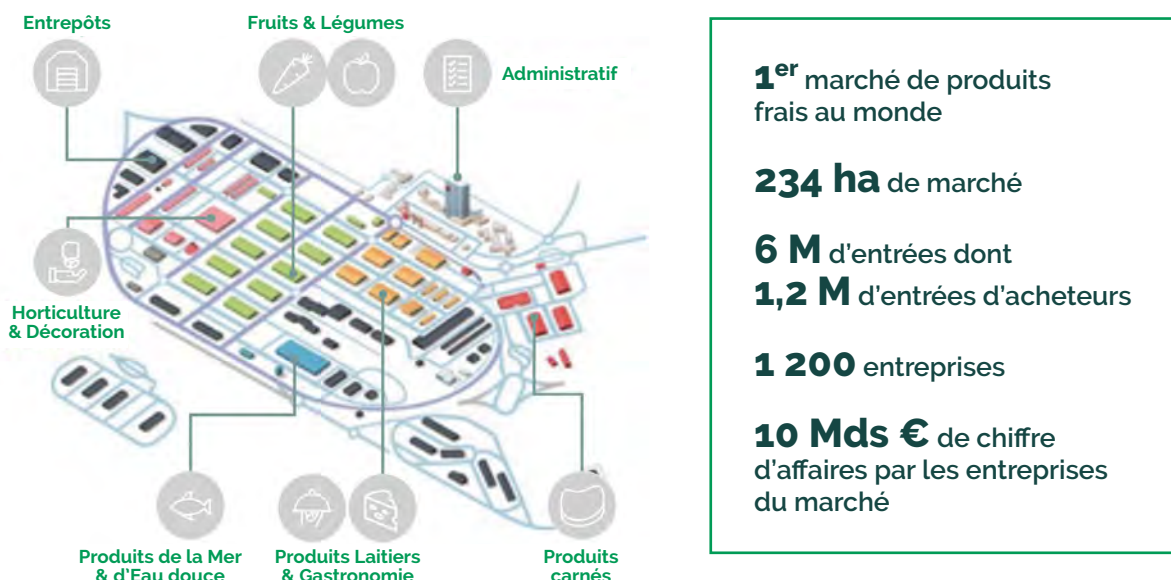 Entrepôts
Fruits & Légumes
Administratif
Horticulture
& Décoration
Produits de la Mer
& d'Eau douce
Produits Laitiers
& Gastronomie
Produits
carnés
1er marché de produits
frais au monde
234 ha de marché
6 M d'entrées dont
1,2 M d'entrées d'acheteurs
1 200 entreprises
10 Mds € de chiffre
d'affaires par les entreprises
du marché